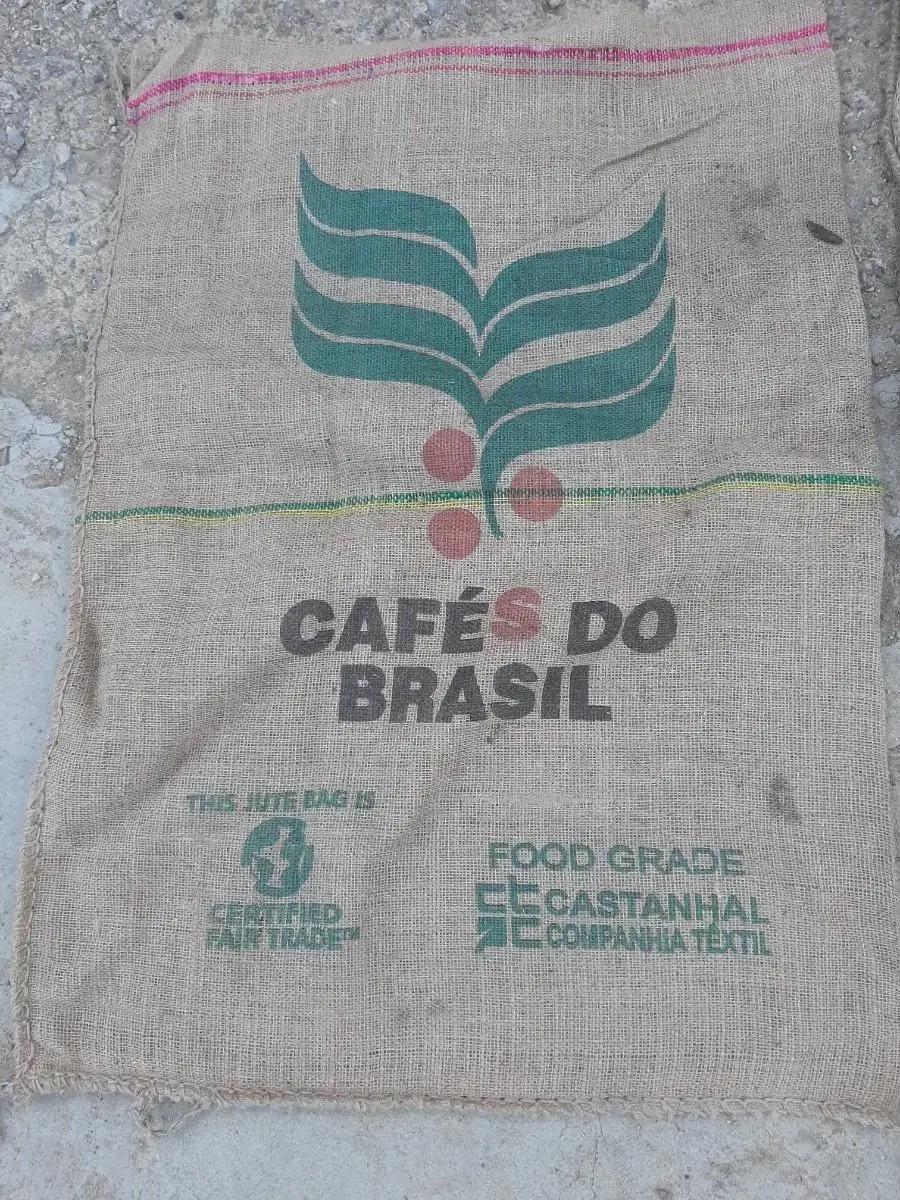 CAFÉS DO
BRASIL
THIS JUTE BAG IS
CERTIFIED
FAIR TRADE™
FOOD GRADE
CASTANHAL
COMPANHIA TÊXTIL